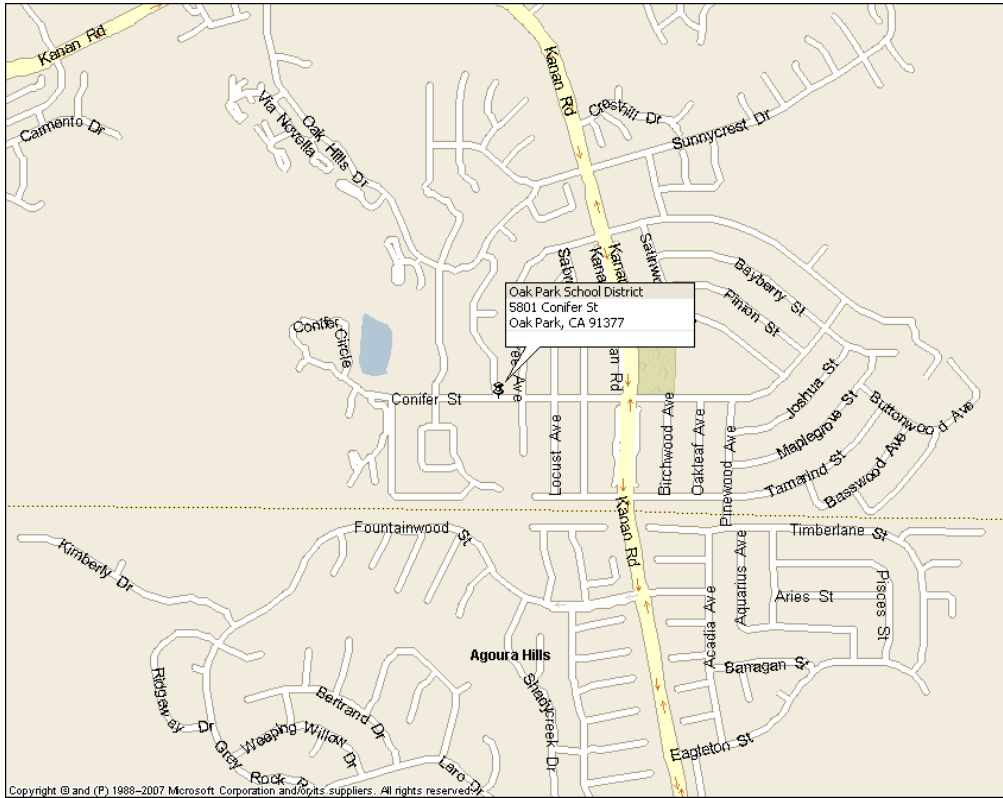 Kanan Rd
Kanan Rd
Carmento Dr
Via Novella
Oak Hills Dr
Cresthill Dr
Sunnycrest Dr
Kanan
Bayberry St
Pinion St
Oak Park School District
5801 Conifer St
Oak Park, CA 91377
Conifer Circle
Conifer St
Ave
an Rd
Joshua St
Maplegrove St
Buttonwood Ave
Tamarind St
Basswood Ave
Locust Ave
Birchwood Ave
Oakleaf Ave
Pinewood Ave
Kanan Rd
Fountainwood St
Timberlane St
Kimberly Dr
Acadia Ave
Aquarius Ave
Aries St
Pisces St
Agoura Hills
Shadycreek Dr
Banagan St
Eagleton St
Ridgeway Dr
Bertrand Dr
Weeping Willow Dr
Grey Rock R
Laro Dr
Copyright © and (P) 1988–2007 Microsoft Corporation and/or its suppliers. All rights reserved.